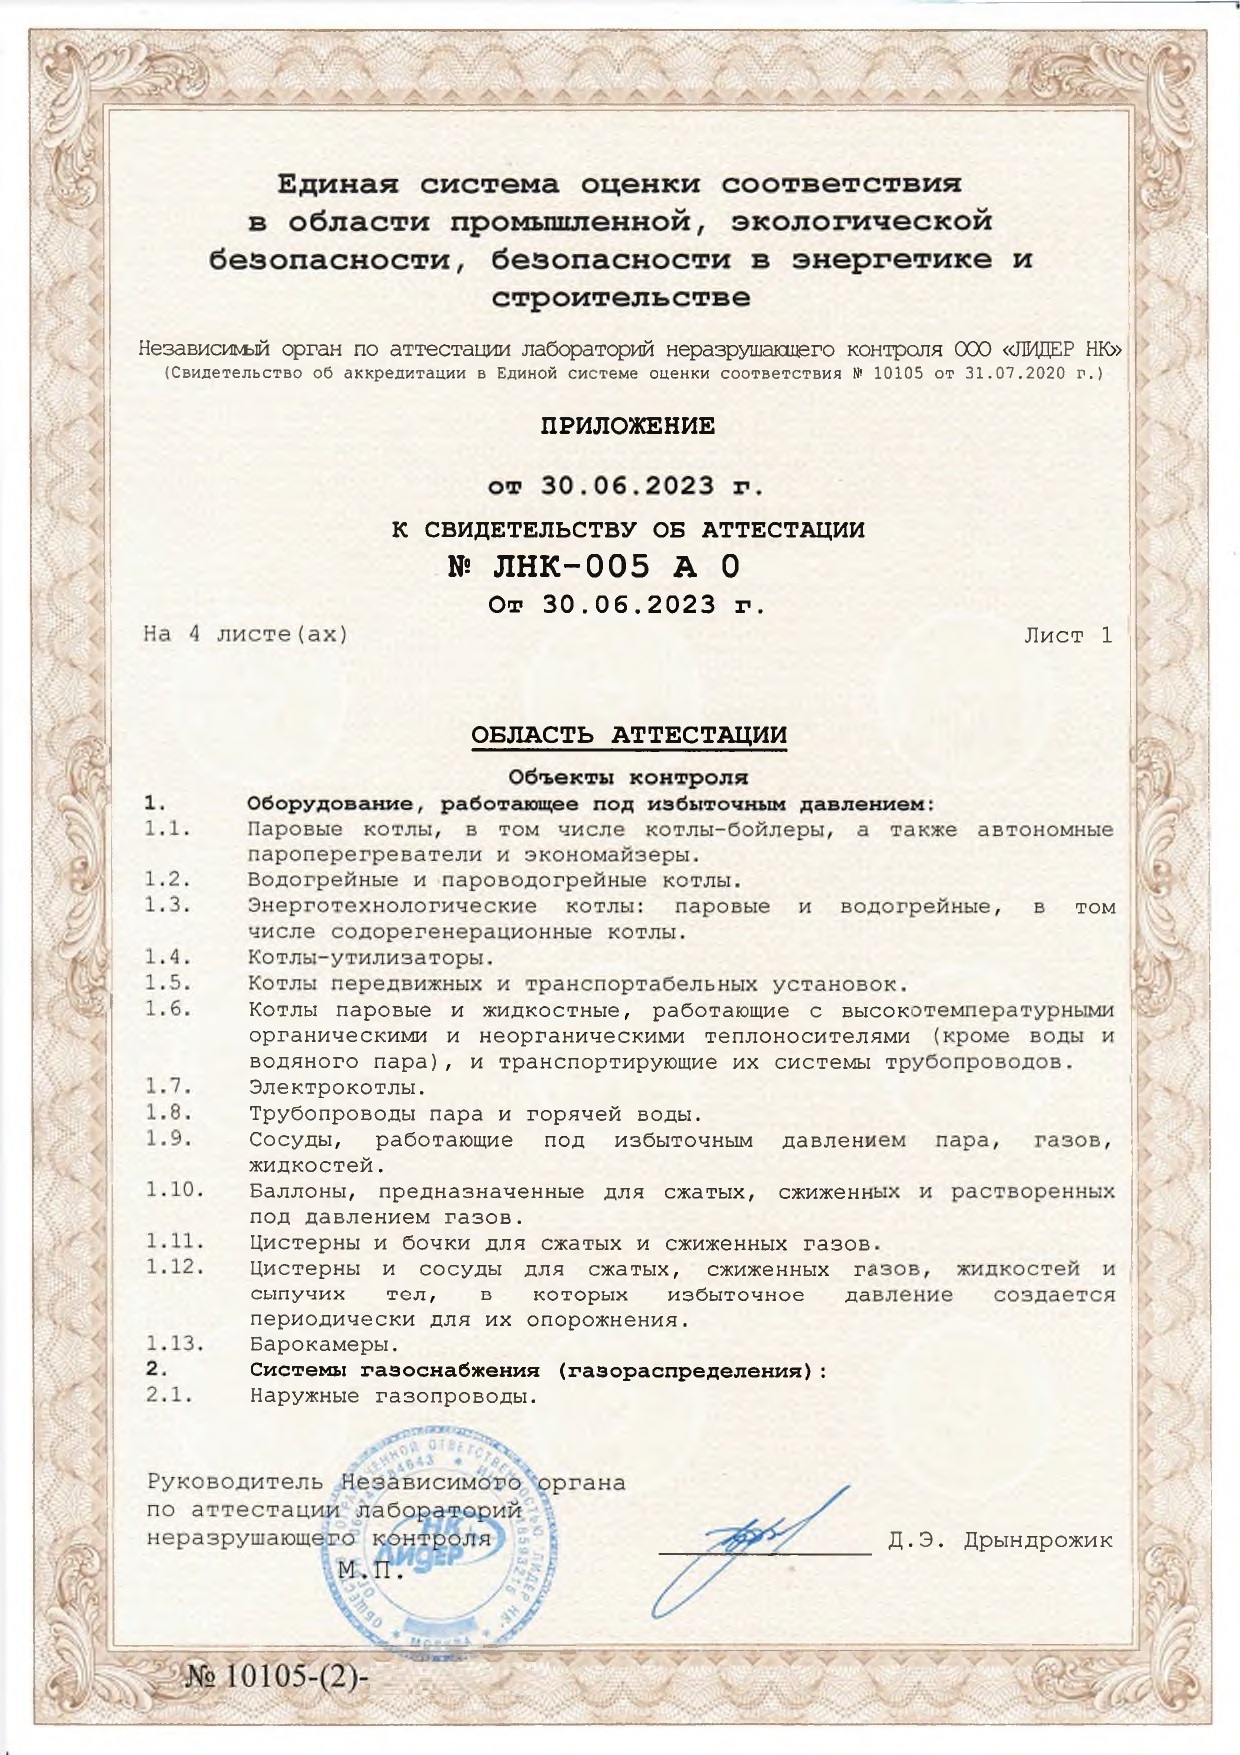 Единая система оценки соответствия
в области промышленной, экологической
безопасности, безопасности в энергетике и
строительстве
Независимый орган по аттестации лабораторий неразрушающего контроля ООО «ЛИДЕР НК»
(Свидетельство об аккредитации в Единой системе оценки соответствия № 10105 от 31.07.2020 г.)
ПРИЛОЖЕНИЕ
от 30.06.2023 г.
К СВИДЕТЕЛЬСТВУ ОБ АТТЕСТАЦИИ
№ ЛНК-005 А 0
От 30.06.2023 г.
На 4 листе(ах) Лист 1
ОБЛАСТЬ АТТЕСТАЦИИ
Объекты контроля
1. Оборудование, работающее под избыточным давлением:
1.1. Паровые котлы, в том числе котлы-бойлеры, а также автономные
пароперегреватели и экономайзеры.
1.2. Водогрейные и пароводогрейные котлы.
1.3. Энерготехнологические котлы: паровые и водогрейные, в том
числе содорегенерационные котлы.
1.4. Котлы-утилизаторы.
1.5. Котлы передвижных и транспортабельных установок.
1.6. Котлы паровые и жидкостные, работающие с высокотемпературными
органическими и неорганическими теплоносителями (кроме воды и
водяного пара), и транспортирующие их системы трубопроводов.
1.7. Электрокотлы.
1.8. Трубопроводы пара и горячей воды.
1.9. Сосуды, работающие под избыточным давлением пара, газов,
жидкостей.
1.10. Баллоны, предназначенные для сжатых, сжиженных и растворенных
под давлением газов.
1.11. Цистерны и бочки для сжатых и сжиженных газов.
1.12. Цистерны и сосуды для сжатых, сжиженных газов, жидкостей и
сыпучих тел, в которых избыточное давление создается
периодически для их опорожнения.
1.13. Барокамеры.
2. Системы газоснабжения (газораспределения):
2.1. Наружные газопроводы.
Руководитель Независимого органа
по аттестации лабораторий
неразрушающего контроля Д.Э. Дрындрожик
М.П.
НК
Лидер
МОСКВА
№ 10105-(2)-